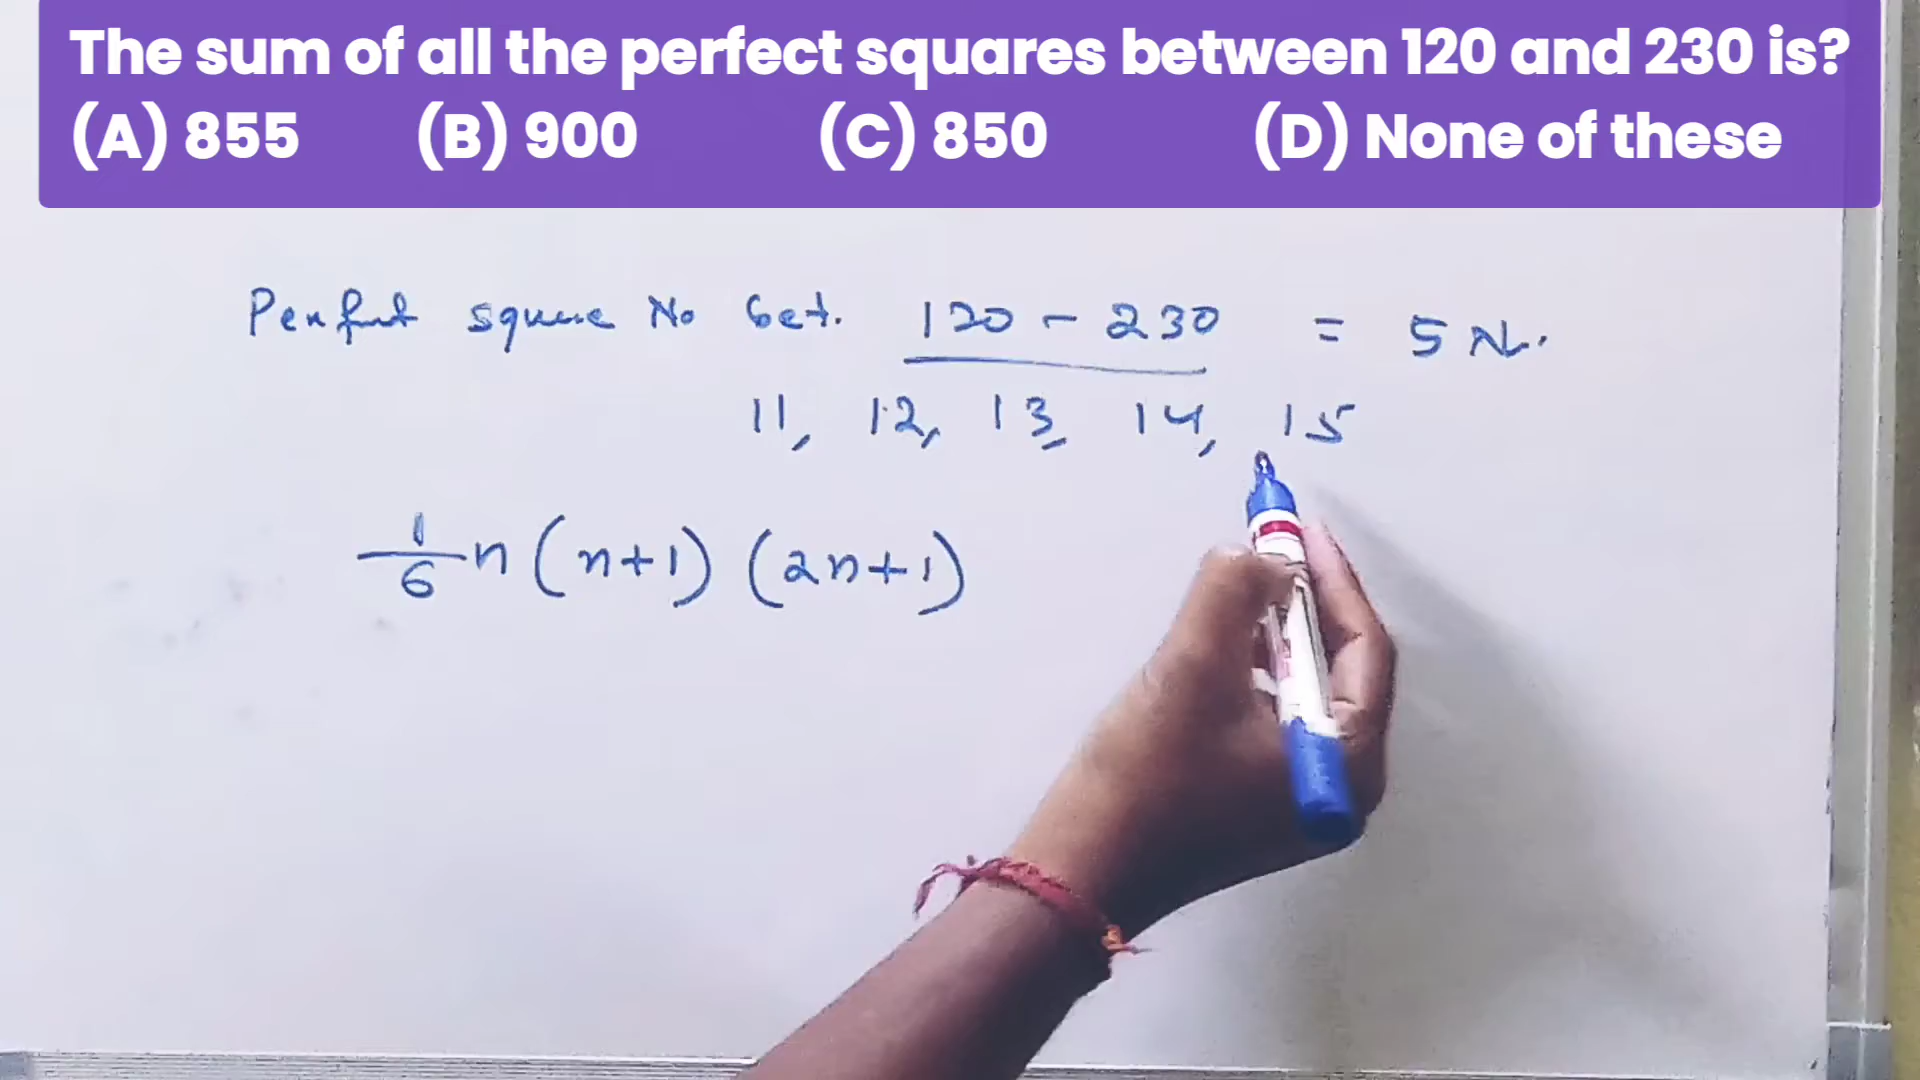 The sum of all the perfect squares between 120 and 230 is?
(A) 855 (B) 900 (C) 850 (D) None of these
Perfect square No bet. 120 - 230 = 5 N.
11, 12, 13, 14, 15
1/6 n (n+1) (2n+1)